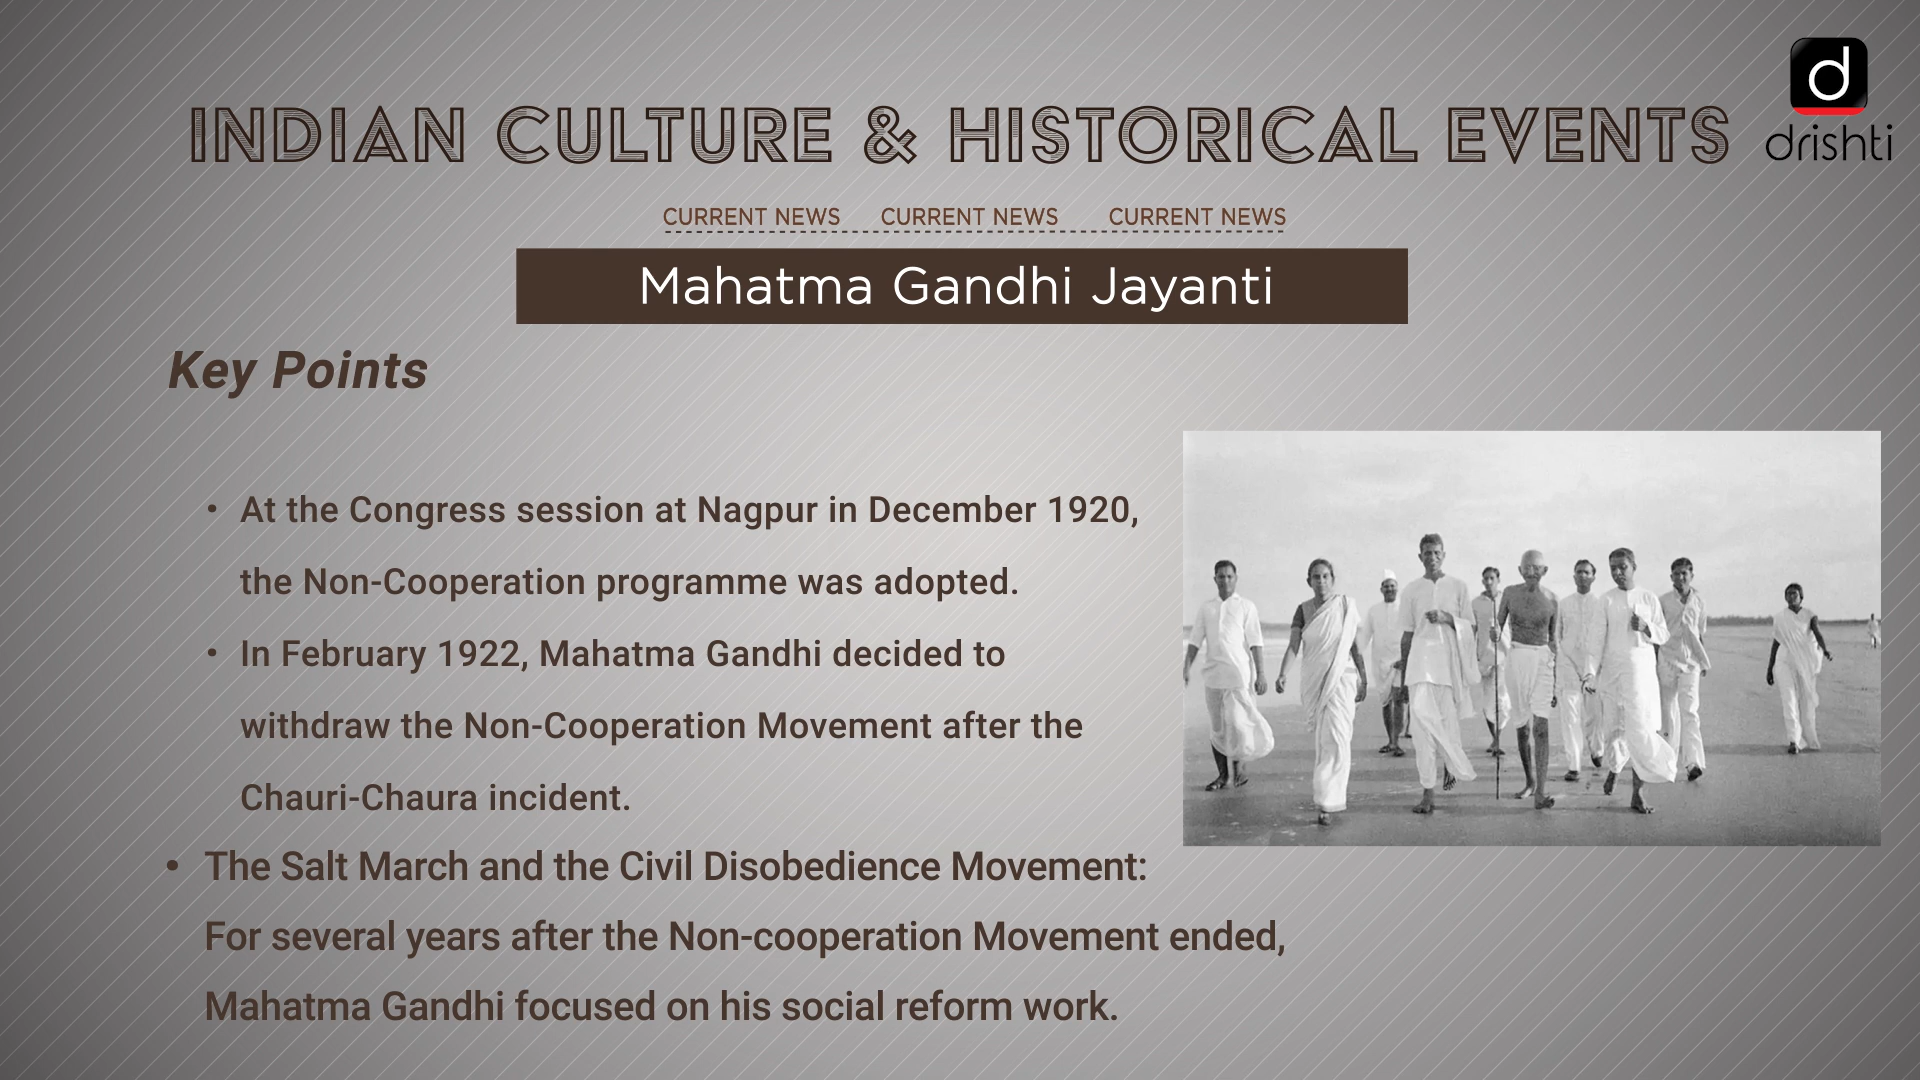 INDIAN CULTURE & HISTORICAL EVENTS
d
drishti
CURRENT NEWS CURRENT NEWS CURRENT NEWS
Mahatma Gandhi Jayanti
Key Points
• At the Congress session at Nagpur in December 1920,
the Non-Cooperation programme was adopted.
• In February 1922, Mahatma Gandhi decided to
withdraw the Non-Cooperation Movement after the
Chauri-Chaura incident.
• The Salt March and the Civil Disobedience Movement:
For several years after the Non-cooperation Movement ended,
Mahatma Gandhi focused on his social reform work.